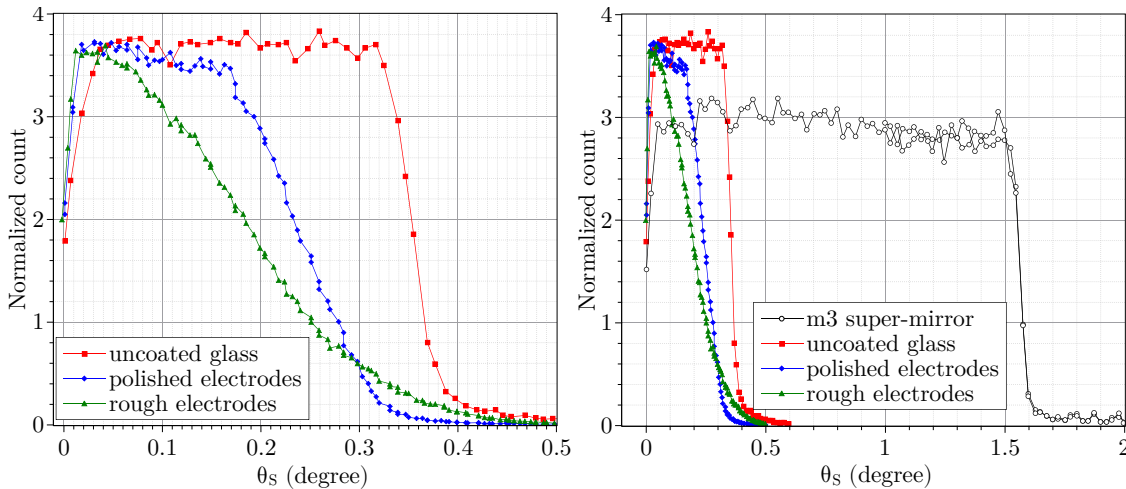 4
3
2
1
0
Normalized count
uncoated glass
polished electrodes
rough electrodes
0 0.1 0.2 0.3 0.4 0.5
θS (degree)
4
3
2
1
0
Normalized count
m3 super-mirror
uncoated glass
polished electrodes
rough electrodes
0 0.5 1 1.5 2
θS (degree)